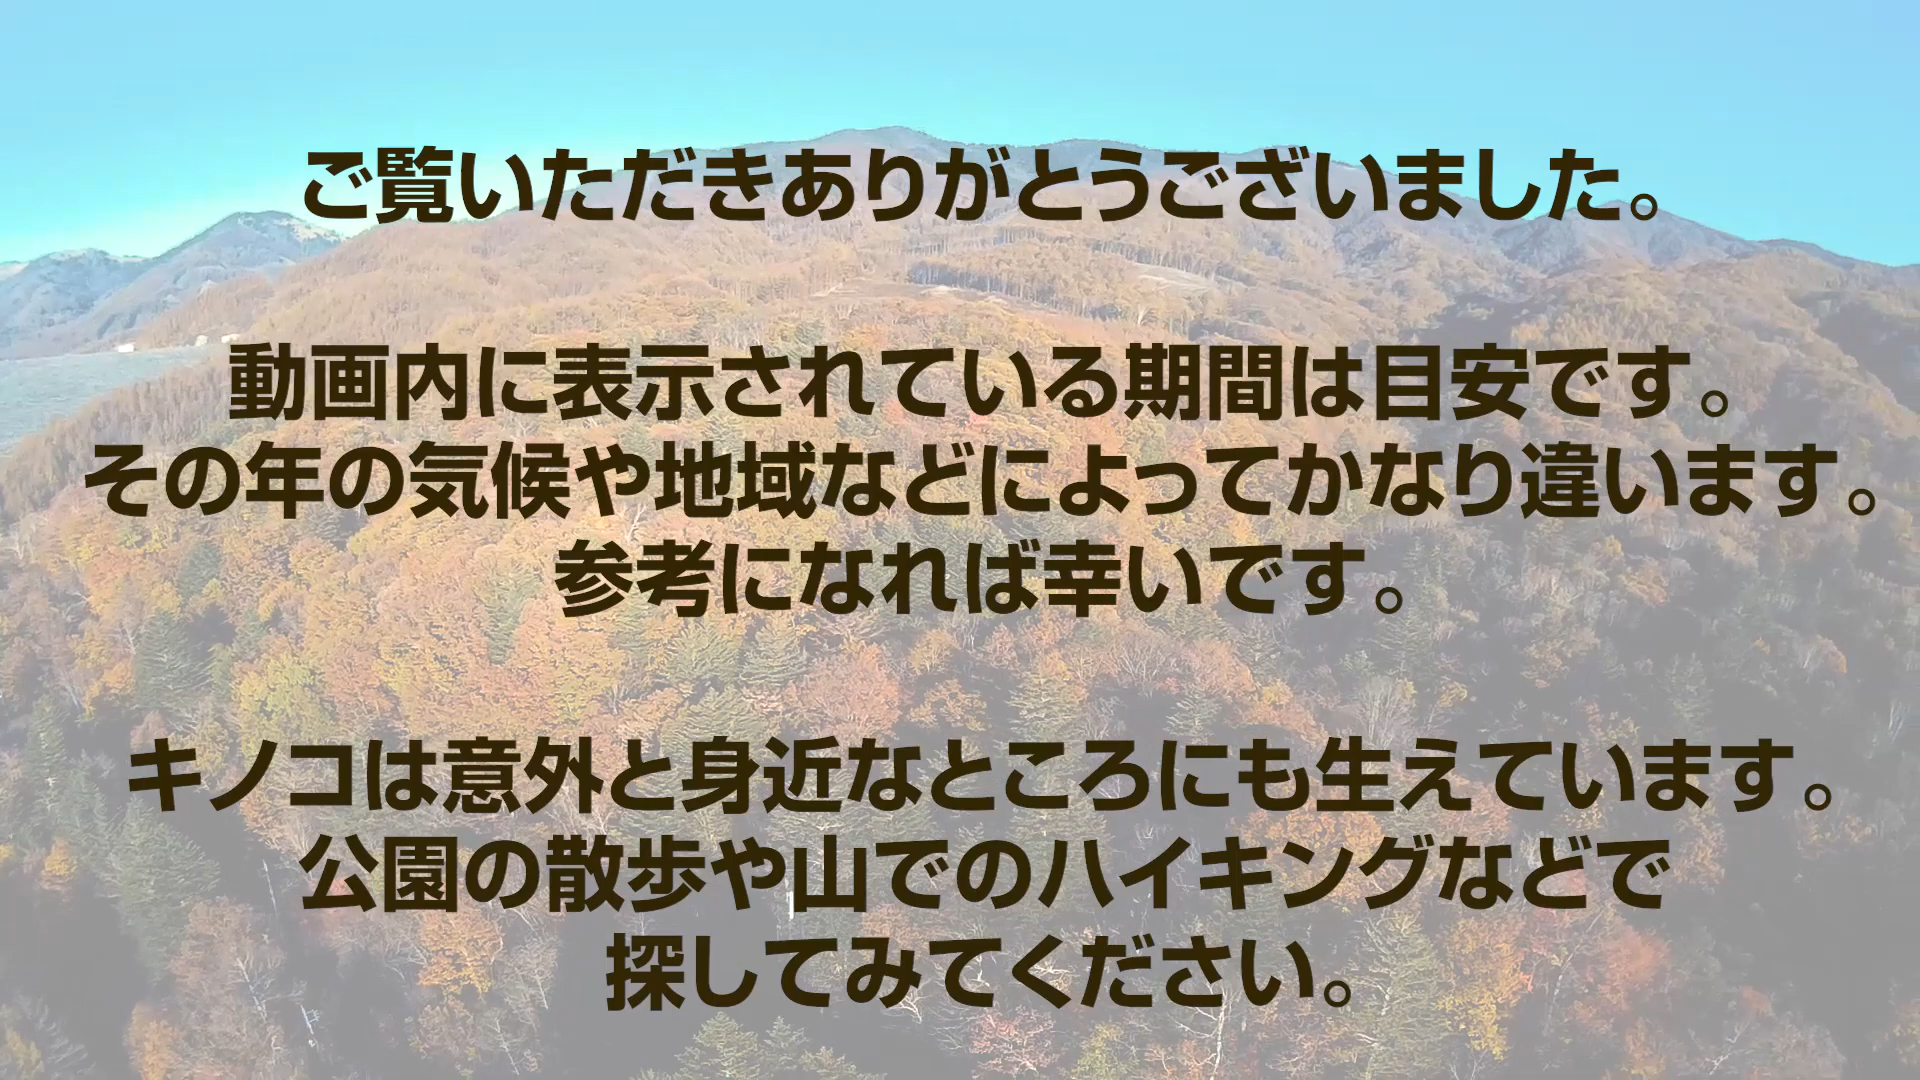 ご覧いただきありがとうございました。
動画内に表示されている期間は目安です。
その年の気候や地域などによってかなり違います。
参考になれば幸いです。
キノコは意外と身近なところにも生えています。
公園の散歩や山でのハイキングなどで
探してみてください。